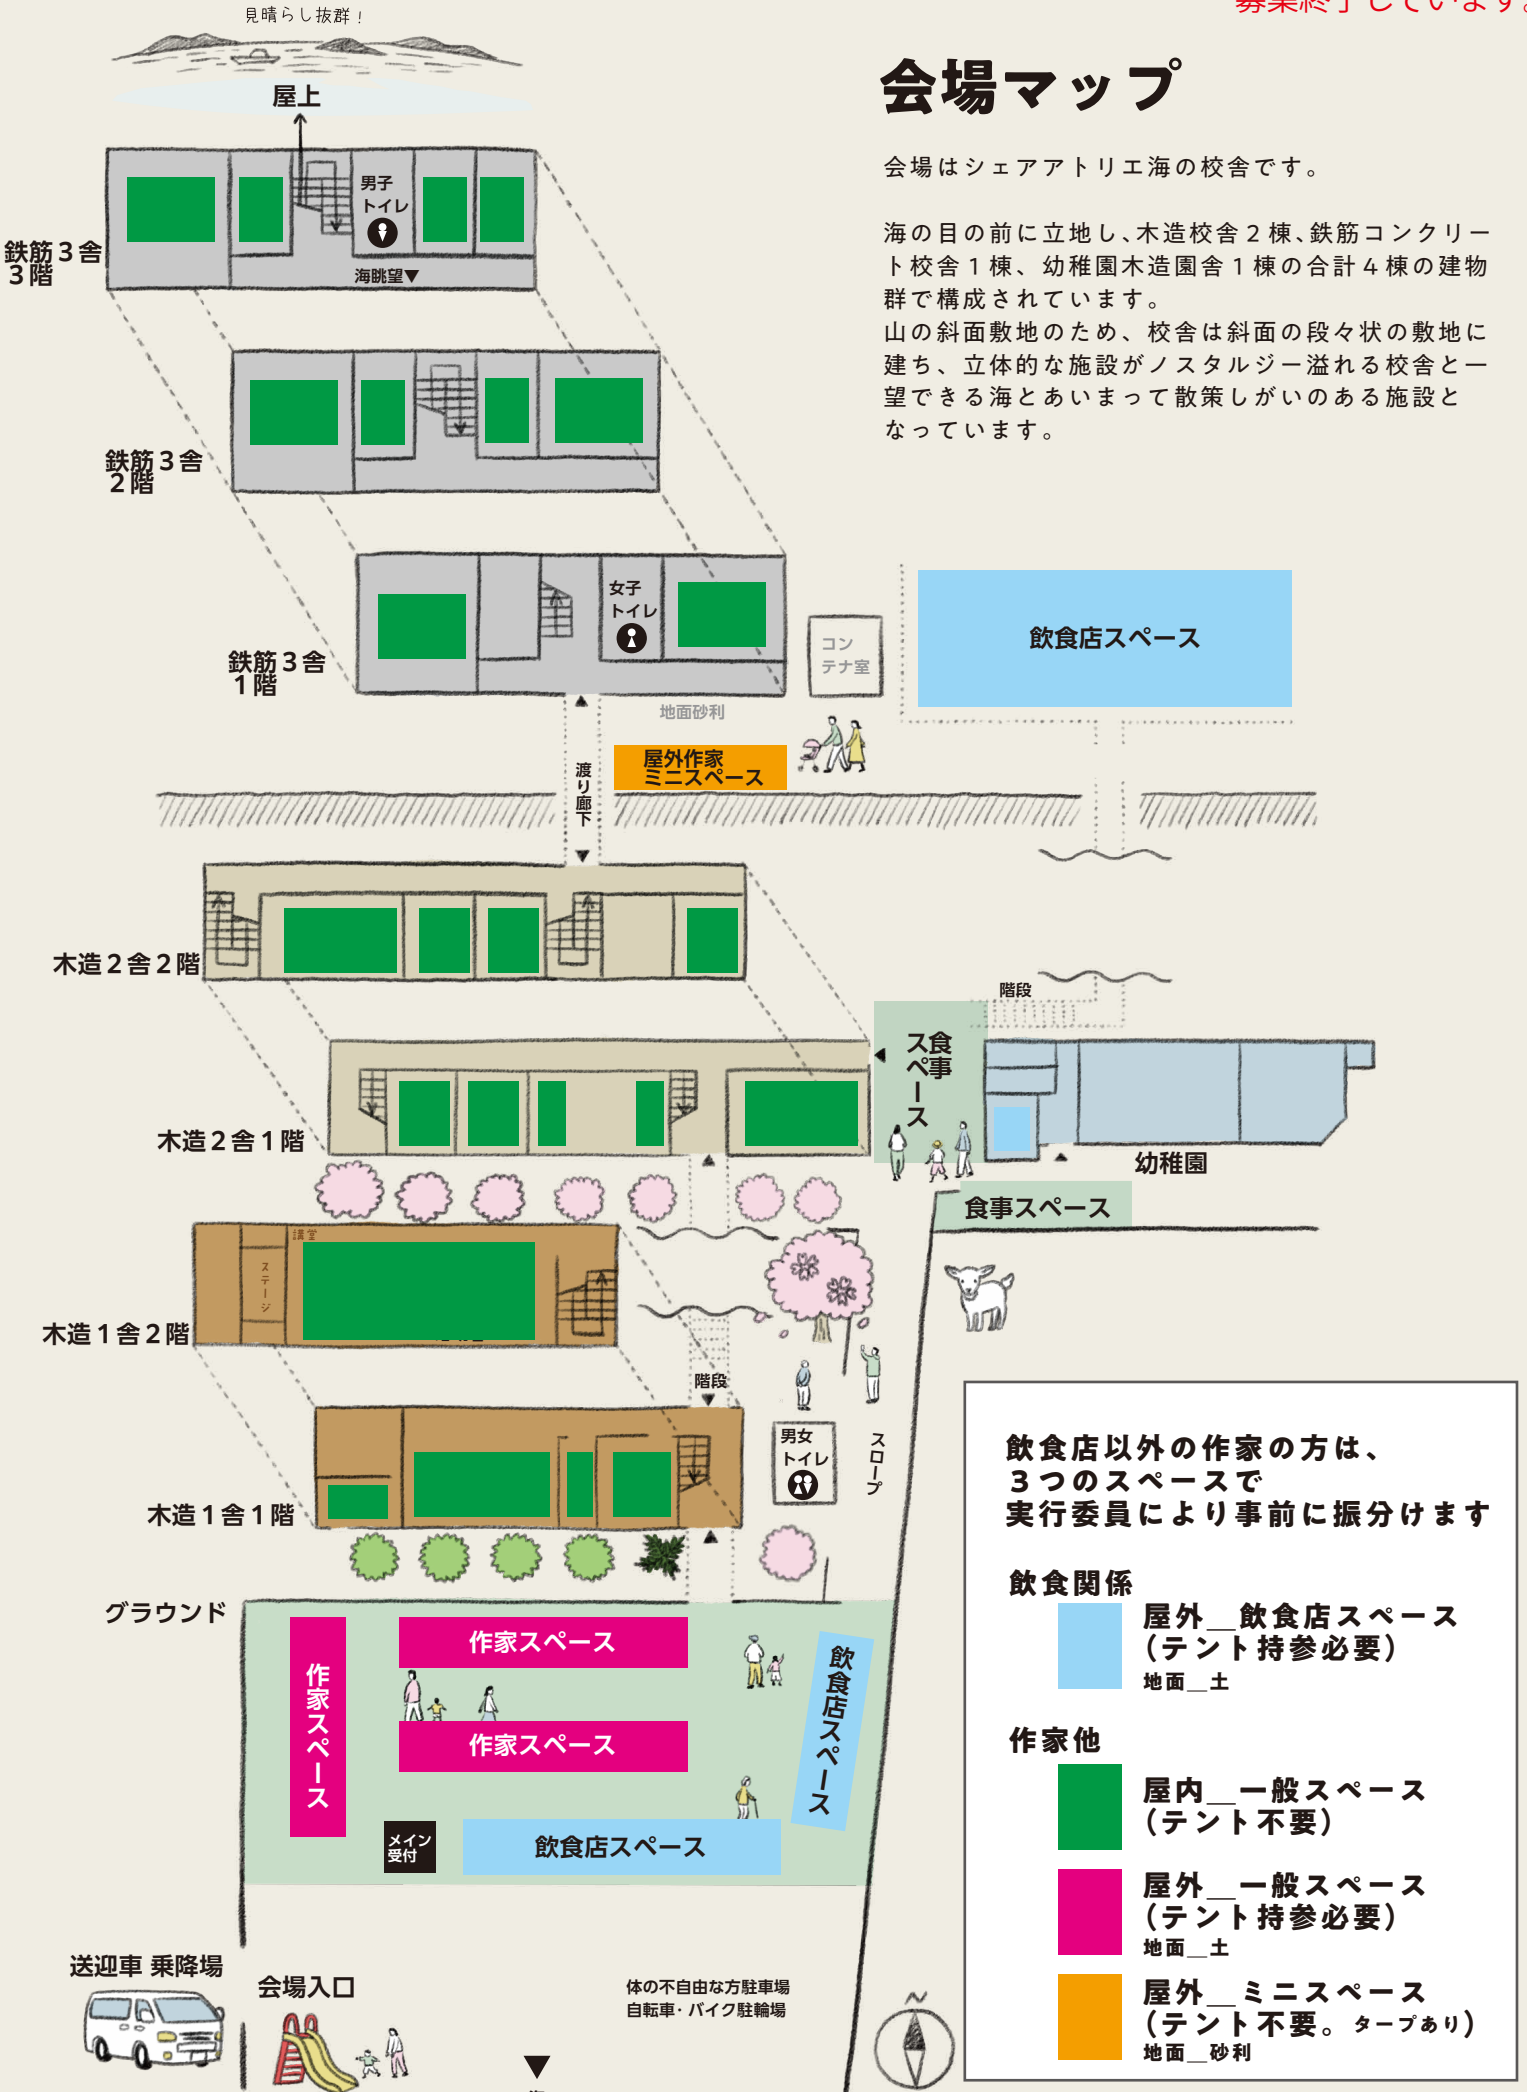 募集終了しています。
見晴らし抜群！
屋上
会場マップ
会場はシェアアトリエ海の校舎です。
海の目の前に立地し､木造校舎２棟､鉄筋コンクリー
ト校舎１棟、幼稚園木造園舎１棟の合計４棟の建物
群で構成されています。
山の斜面敷地のため、校舎は斜面の段々状の敷地に
建ち、立体的な施設がノスタルジー溢れる校舎と一
望できる海とあいまって散策しがいのある施設と
なっています。
男子
トイレ
海眺望▼
鉄筋３舎
３階
鉄筋３舎
２階
女子
トイレ
鉄筋３舎
１階
コン
テナ室
飲食店スペース
地面砂利
屋外作家
ミニスペース
渡り廊下
木造２舎２階
階段
食事
スペース
木造２舎１階
幼稚園
食事スペース
講堂
ステージ
木造１舎２階
階段
男女
トイレ
スロープ
木造１舎１階
グラウンド
作家スペース
作家スペース
作家スペース
飲食店スペース
メイン
受付
飲食店スペース
送迎車 乗降場
会場入口
体の不自由な方駐車場
自転車･バイク駐輪場
N
飲食店以外の作家の方は、
３つのスペースで
実行委員により事前に振分けます
飲食関係
屋外＿飲食店スペース
(テント持参必要)
地面＿土
作家他
屋内＿一般スペース
(テント不要)
屋外＿一般スペース
(テント持参必要)
地面＿土
屋外＿ミニスペース
(テント不要。タープあり)
地面＿砂利